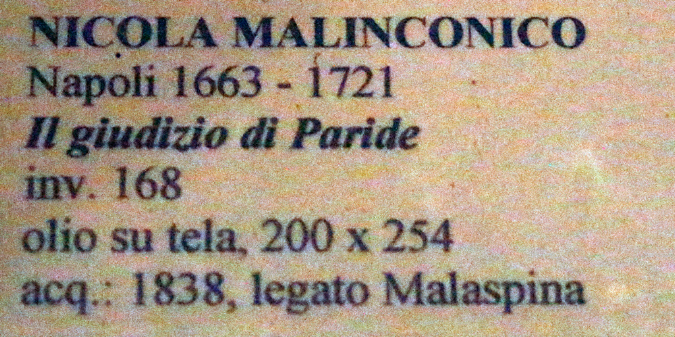 NICOLA MALINCONICO
Napoli 1663 - 1721
Il giudizio di Paride
inv. 168
olio su tela, 200 x 254
acq.: 1838, legato Malaspina